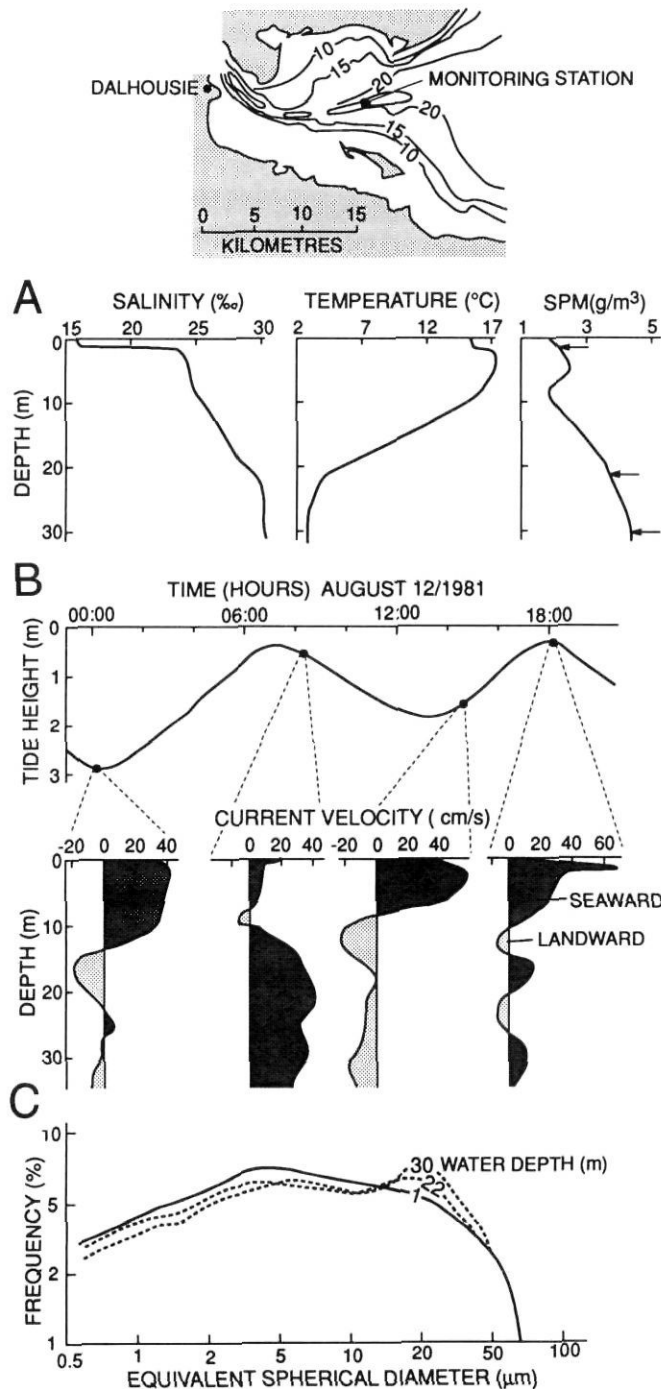 10
15
20
DALHOUSIE
MONITORING STATION
20
15
10
0 5 10 15
KILOMETRES
A
SALINITY (‰) TEMPERATURE (°C) SPM(g/m³)
15 20 25 30 2 7 12 17 1 3 5
DEPTH (m)
0
10
20
30
B
TIME (HOURS) AUGUST 12/1981
00:00 06:00 12:00 18:00
TIDE HEIGHT (m)
0
1
2
3
CURRENT VELOCITY ( cm/s)
-20 0 20 40 0 20 40 -20 0 20 40 0 20 40 60
DEPTH (m)
0
10
20
30
SEAWARD
LANDWARD
C
FREQUENCY (%)
10
5
2
1
30 WATER DEPTH (m)
22
1
0.5 1 2 5 10 20 50 100
EQUIVALENT SPHERICAL DIAMETER (μm)